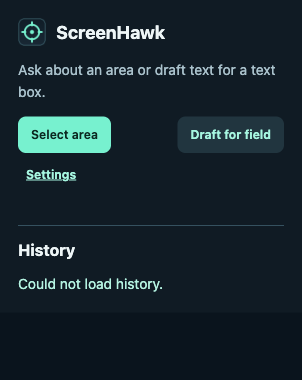 ScreenHawk
Ask about an area or draft text for a text
box.
Select area
Draft for field
Settings
History
Could not load history.